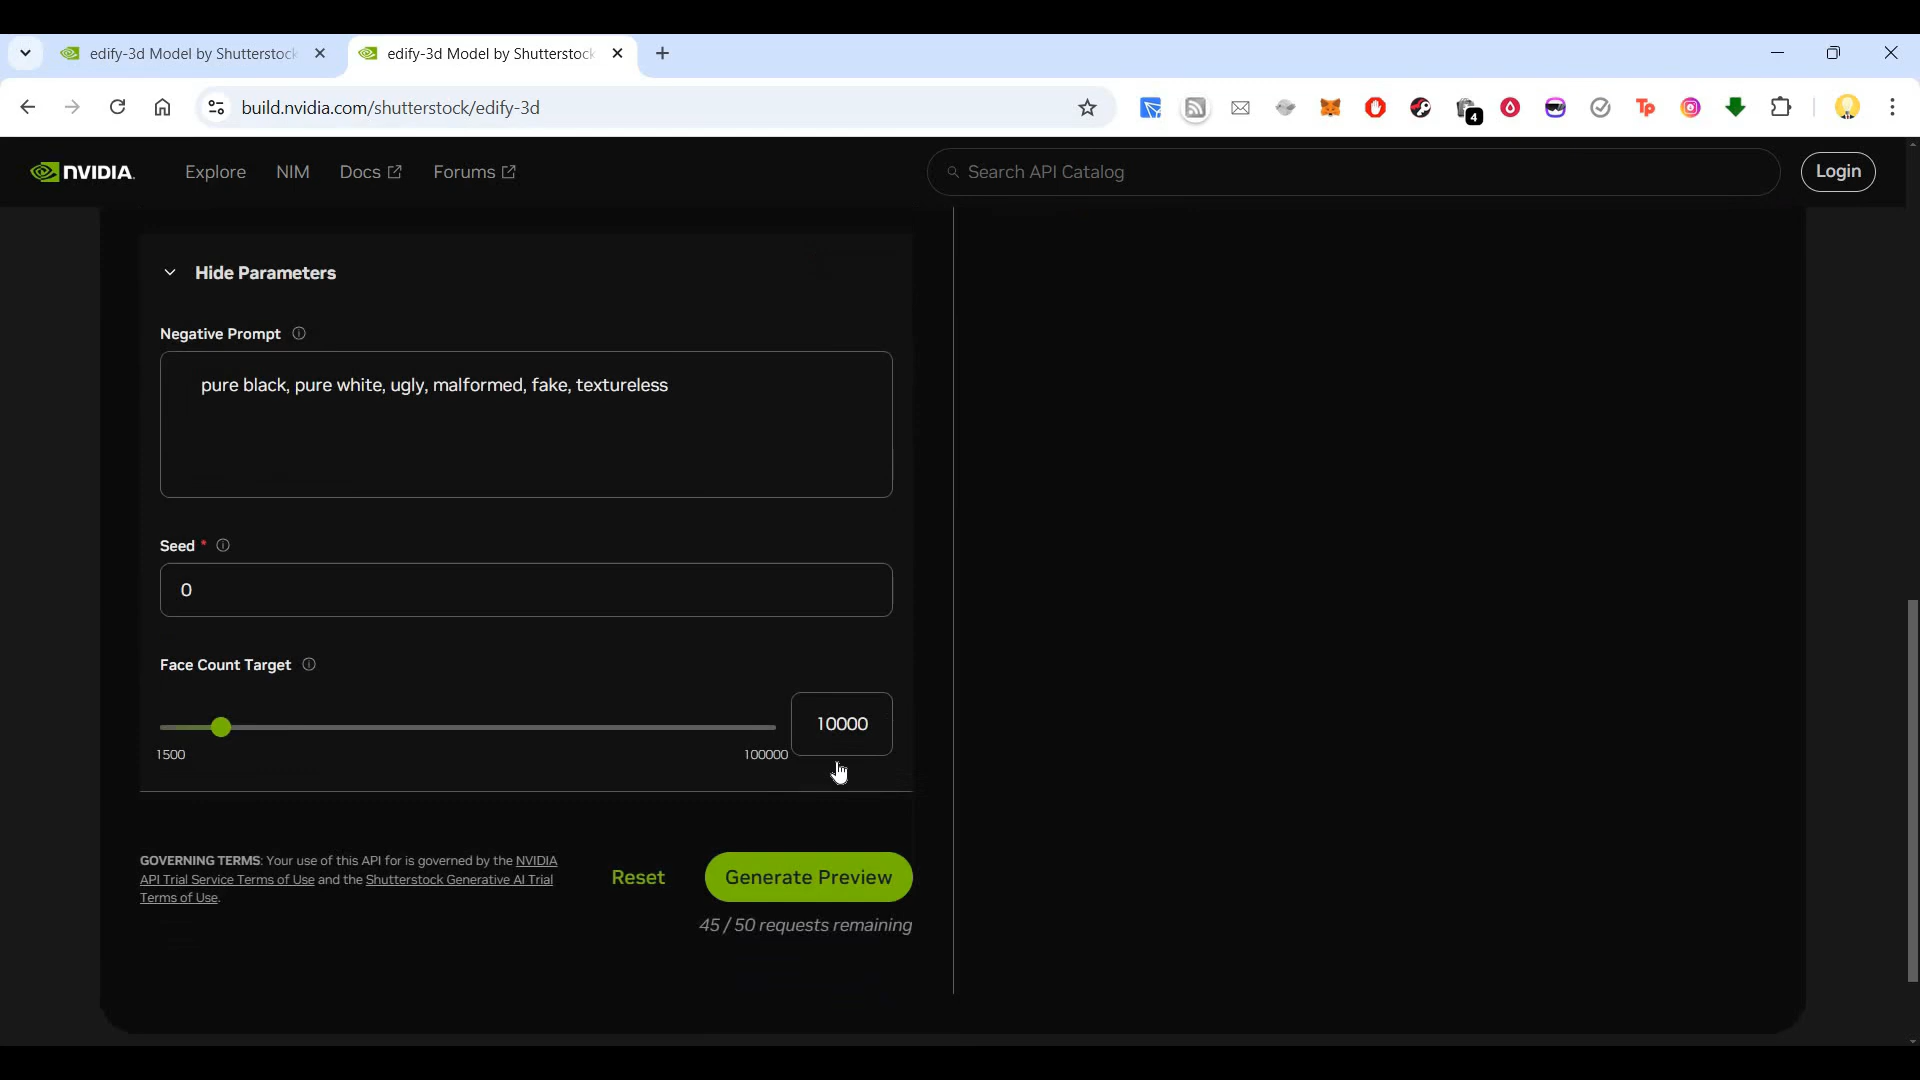 edify-3d Model by Shutterstock
edify-3d Model by Shutterstock
build.nvidia.com/shutterstock/edify-3d
4
TP
NVIDIA.
Explore
NIM
Docs
Forums
Search API Catalog
Login
Hide Parameters
Negative Prompt
pure black, pure white, ugly, malformed, fake, textureless
Seed *
0
Face Count Target
10000
1500
100000
GOVERNING TERMS: Your use of this API for is governed by the NVIDIA
API Trial Service Terms of Use and the Shutterstock Generative AI Trial
Terms of Use.
Reset
Generate Preview
45 / 50 requests remaining